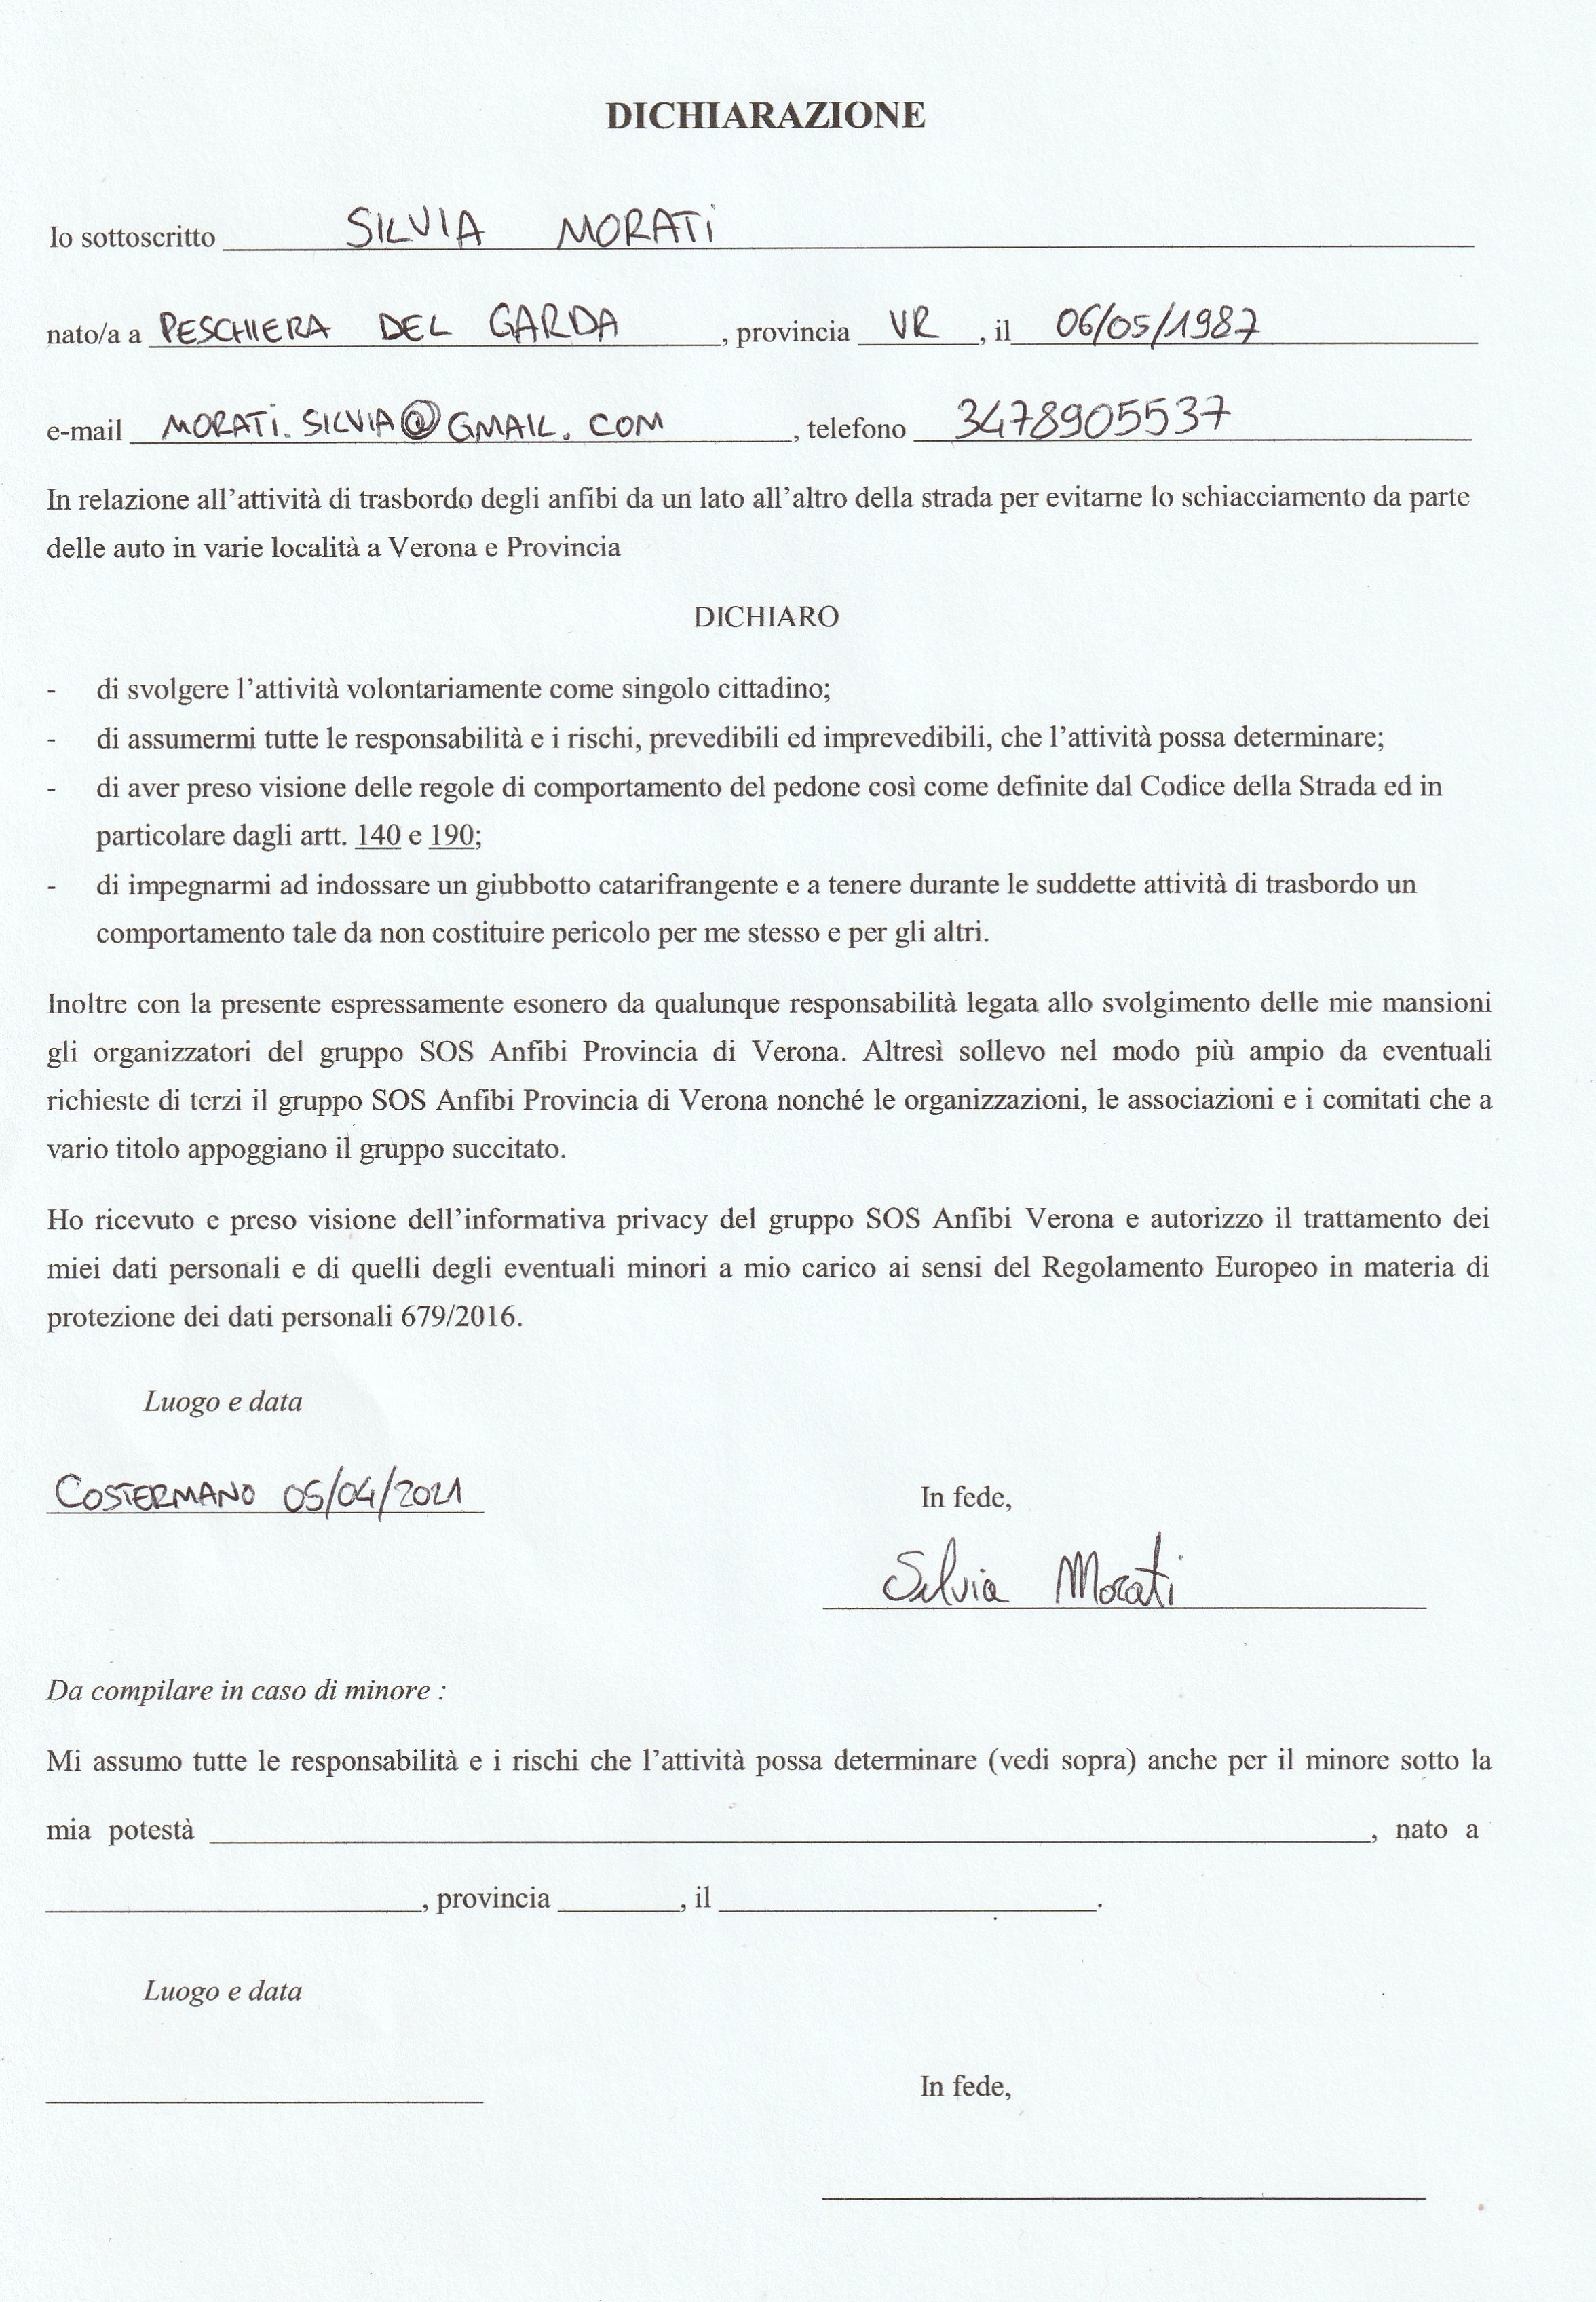 DICHIARAZIONE
Io sottoscritto SILVIA MORATI
nato/a a PESCHIERA DEL GARDA, provincia VR, il 06/05/1987
e-mail MORATI.SILVIA@GMAIL.COM, telefono 3478905537
In relazione all'attività di trasbordo degli anfibi da un lato all'altro della strada per evitarne lo schiacciamento da parte
delle auto in varie località a Verona e Provincia
DICHIARO
- di svolgere l'attività volontariamente come singolo cittadino;
- di assumermi tutte le responsabilità e i rischi, prevedibili ed imprevedibili, che l'attività possa determinare;
- di aver preso visione delle regole di comportamento del pedone così come definite dal Codice della Strada ed in
particolare dagli artt. 140 e 190;
- di impegnarmi ad indossare un giubbotto catarifrangente e a tenere durante le suddette attività di trasbordo un
comportamento tale da non costituire pericolo per me stesso e per gli altri.
Inoltre con la presente espressamente esonero da qualunque responsabilità legata allo svolgimento delle mie mansioni
gli organizzatori del gruppo SOS Anfibi Provincia di Verona. Altresì sollevo nel modo più ampio da eventuali
richieste di terzi il gruppo SOS Anfibi Provincia di Verona nonché le organizzazioni, le associazioni e i comitati che a
vario titolo appoggiano il gruppo succitato.
Ho ricevuto e preso visione dell'informativa privacy del gruppo SOS Anfibi Verona e autorizzo il trattamento dei
miei dati personali e di quelli degli eventuali minori a mio carico ai sensi del Regolamento Europeo in materia di
protezione dei dati personali 679/2016.
Luogo e data
COSTERMANO 05/04/2021
In fede,
Silvia Morati
Da compilare in caso di minore :
Mi assumo tutte le responsabilità e i rischi che l'attività possa determinare (vedi sopra) anche per il minore sotto la
mia potestà ____, nato a
____, provincia ____, il ____.
Luogo e data
In fede,